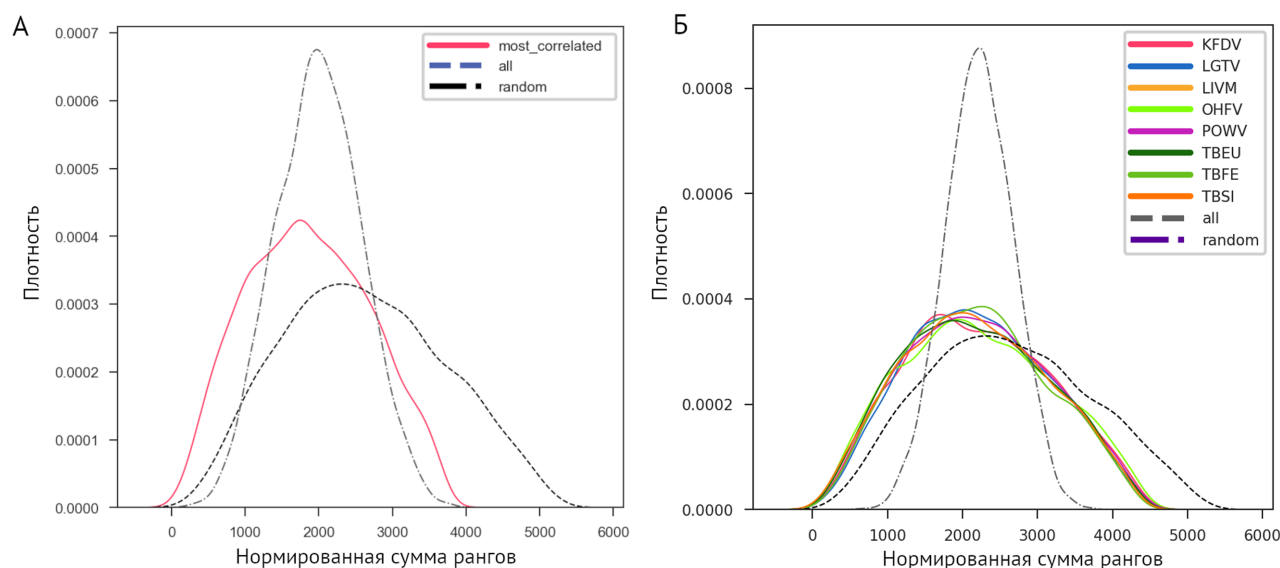 А
0.0007
0.0006
0.0005
0.0004
0.0003
0.0002
0.0001
0.0000
Плотность
0
1000
2000
3000
4000
5000
6000
Нормированная сумма рангов
most_correlated
all
random
Б
0.0008
0.0006
0.0004
0.0002
0.0000
Плотность
0
1000
2000
3000
4000
5000
6000
Нормированная сумма рангов
KFDV
LGTV
LIVM
OHFV
POWV
TBEU
TBFE
TBSI
all
random